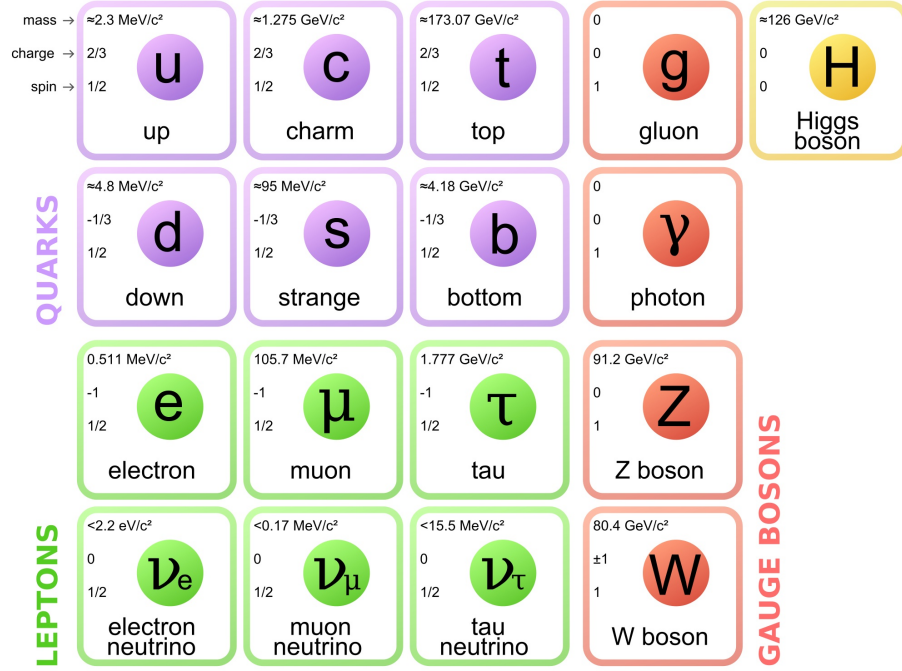 mass →
charge →
spin →
≈2.3 MeV/c²
2/3
1/2
u
up
≈1.275 GeV/c²
2/3
1/2
c
charm
≈173.07 GeV/c²
2/3
1/2
t
top
0
0
1
g
gluon
≈126 GeV/c²
0
0
H
Higgs
boson
QUARKS
≈4.8 MeV/c²
-1/3
1/2
d
down
≈95 MeV/c²
-1/3
1/2
s
strange
≈4.18 GeV/c²
-1/3
1/2
b
bottom
0
0
1
γ
photon
0.511 MeV/c²
-1
1/2
e
electron
105.7 MeV/c²
-1
1/2
μ
muon
1.777 GeV/c²
-1
1/2
τ
tau
91.2 GeV/c²
0
1
Z
Z boson
LEPTONS
<2.2 eV/c²
0
1/2
νe
electron
neutrino
<0.17 MeV/c²
0
1/2
νμ
muon
neutrino
<15.5 MeV/c²
0
1/2
ντ
tau
neutrino
80.4 GeV/c²
±1
1
W
W boson
GAUGE BOSONS